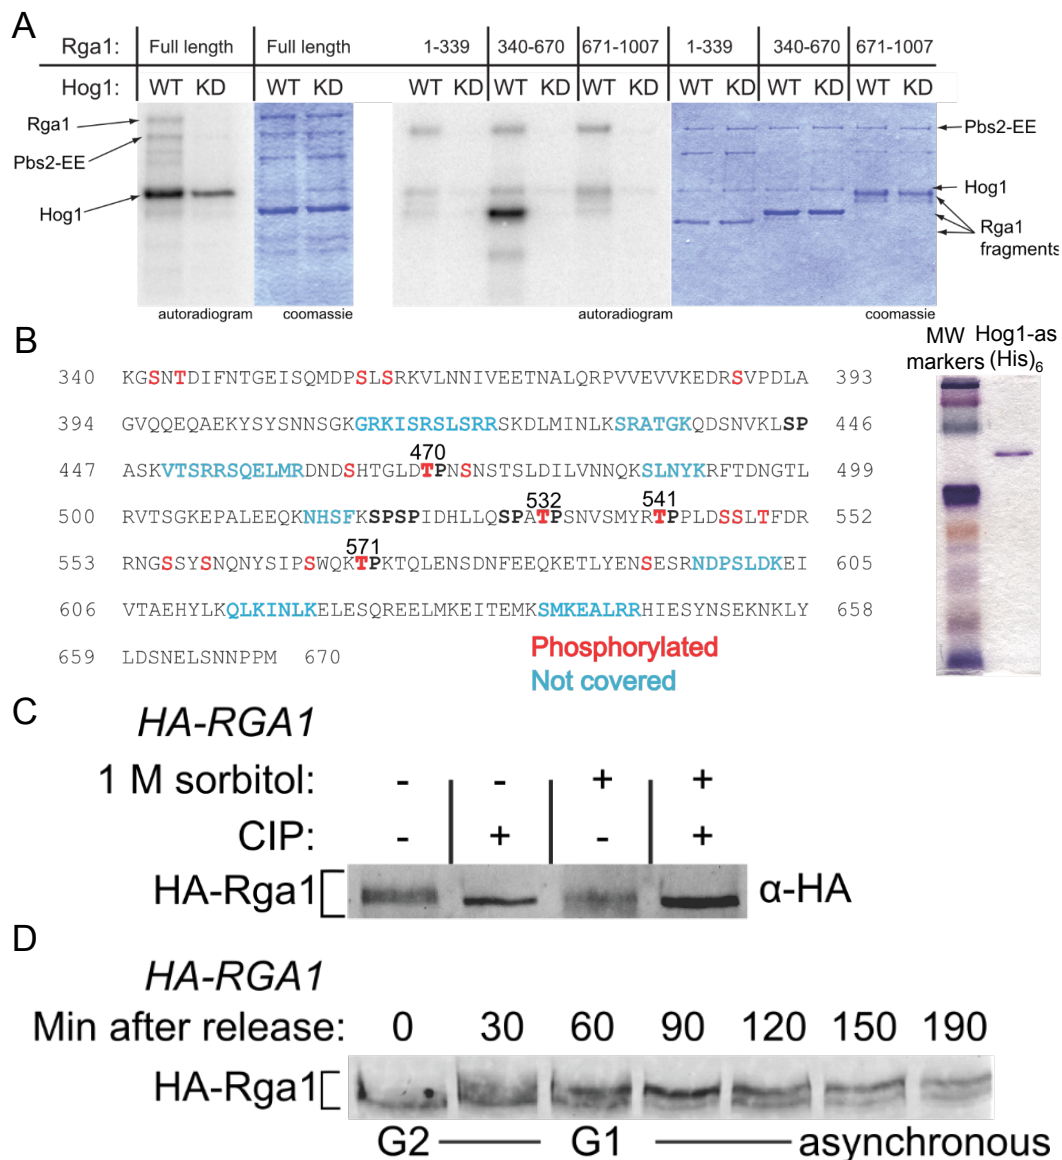 A
Rga1: Full length Full length 1-339 340-670 671-1007 1-339 340-670 671-1007
Hog1: WT KD WT KD WT KD WT KD WT KD WT KD WT KD WT KD
Rga1
Pbs2-EE
Hog1
Pbs2-EE
Hog1
Rga1
fragments
autoradiogram coomassie autoradiogram coomassie
B
340 KGSNTDIFNTGEISQMDPSLSRKVLNNIVEETNALQRPVVEVVKEDRSVPDLA 393
394 GVQQEQAEKYSYSNNSGKGRKISRSLSRRSKDLMINLKSRATGKQDSNVKLSP 446
470
447 ASKVTSRRSQELMRDNDSHTGLDTPNSNSTSLDILVNNQKSLNYKRFTDNGTL 499
532 541
500 RVTSGKEPALEEQKNHSFKSPSPIDHLLQSPATPSNVSMYRTPPLDSSLTFDR 552
571
553 RNGSSYSNQNYSIPSWQKTPKTQLENSDNFEEQKETLYENSESRNDPSLDKEI 605
606 VTAEHYLKQLKINLKELESQREELMKEITEMKSMKEALRRHIESYNSEKNKLY 658
659 LDSNELSNNPPM 670
Phosphorylated
Not covered
MW Hog1-as
markers (His)6
C
HA-RGA1
1 M sorbitol: - - + +
CIP: - + - +
HA-Rga1 α-HA
D
HA-RGA1
Min after release: 0 30 60 90 120 150 190
HA-Rga1
G2 G1 asynchronous